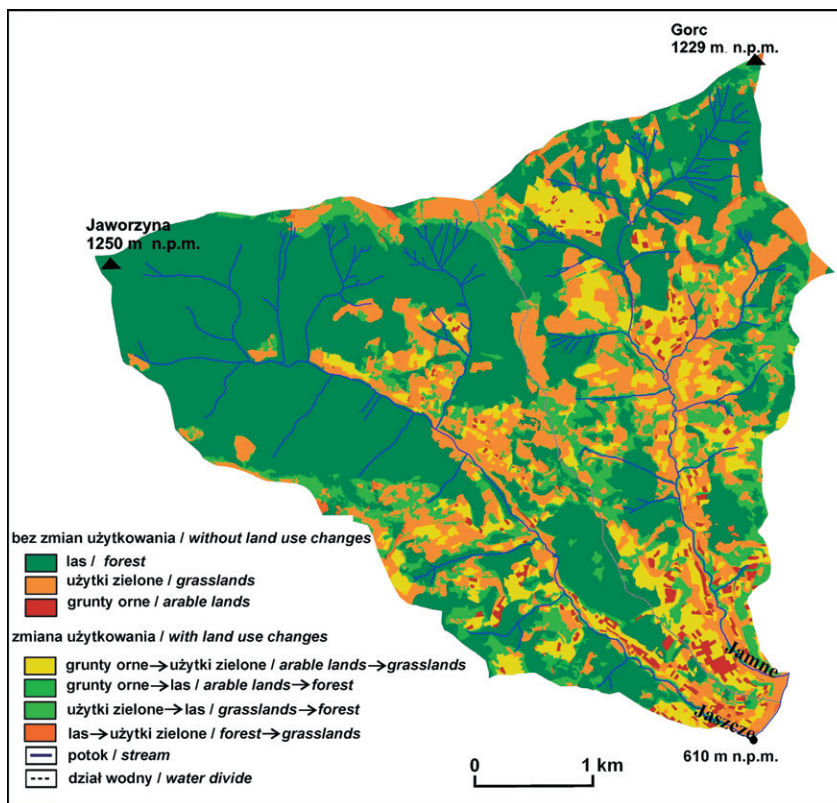 Gorc
1229 m n.p.m.
Jaworzyna
1250 m n.p.m.
bez zmian użytkowania / without land use changes
las / forest
użytki zielone / grasslands
grunty orne / arable lands
zmiana użytkowania / with land use changes
grunty orne→użytki zielone / arable lands→grasslands
grunty orne→las / arable lands→forest
użytki zielone→las / grasslands→forest
las→użytki zielone / forest→grasslands
potok / stream
dział wodny / water divide
Jamne
Jaszcze
610 m n.p.m.
0 1 km